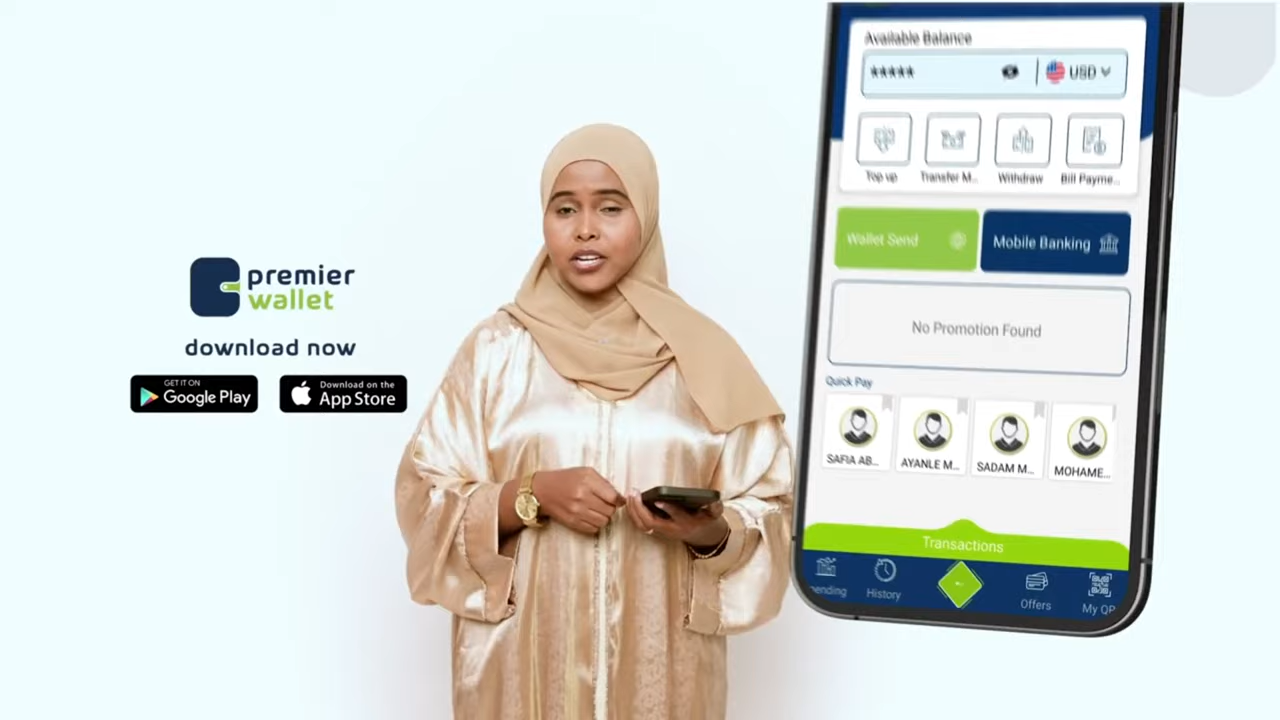 premier
wallet
download now
GET IT ON
Google Play
Download on the
App Store
Available Balance
*****
USD
Top up
Transfer M...
Withdraw
Bill Payme...
Wallet Send
Mobile Banking
No Promotion Found
Quick Pay
SAFIA AB...
AYANLE M...
SADAM M...
MOHAME...
Transactions
pending
History
Offers
My QR